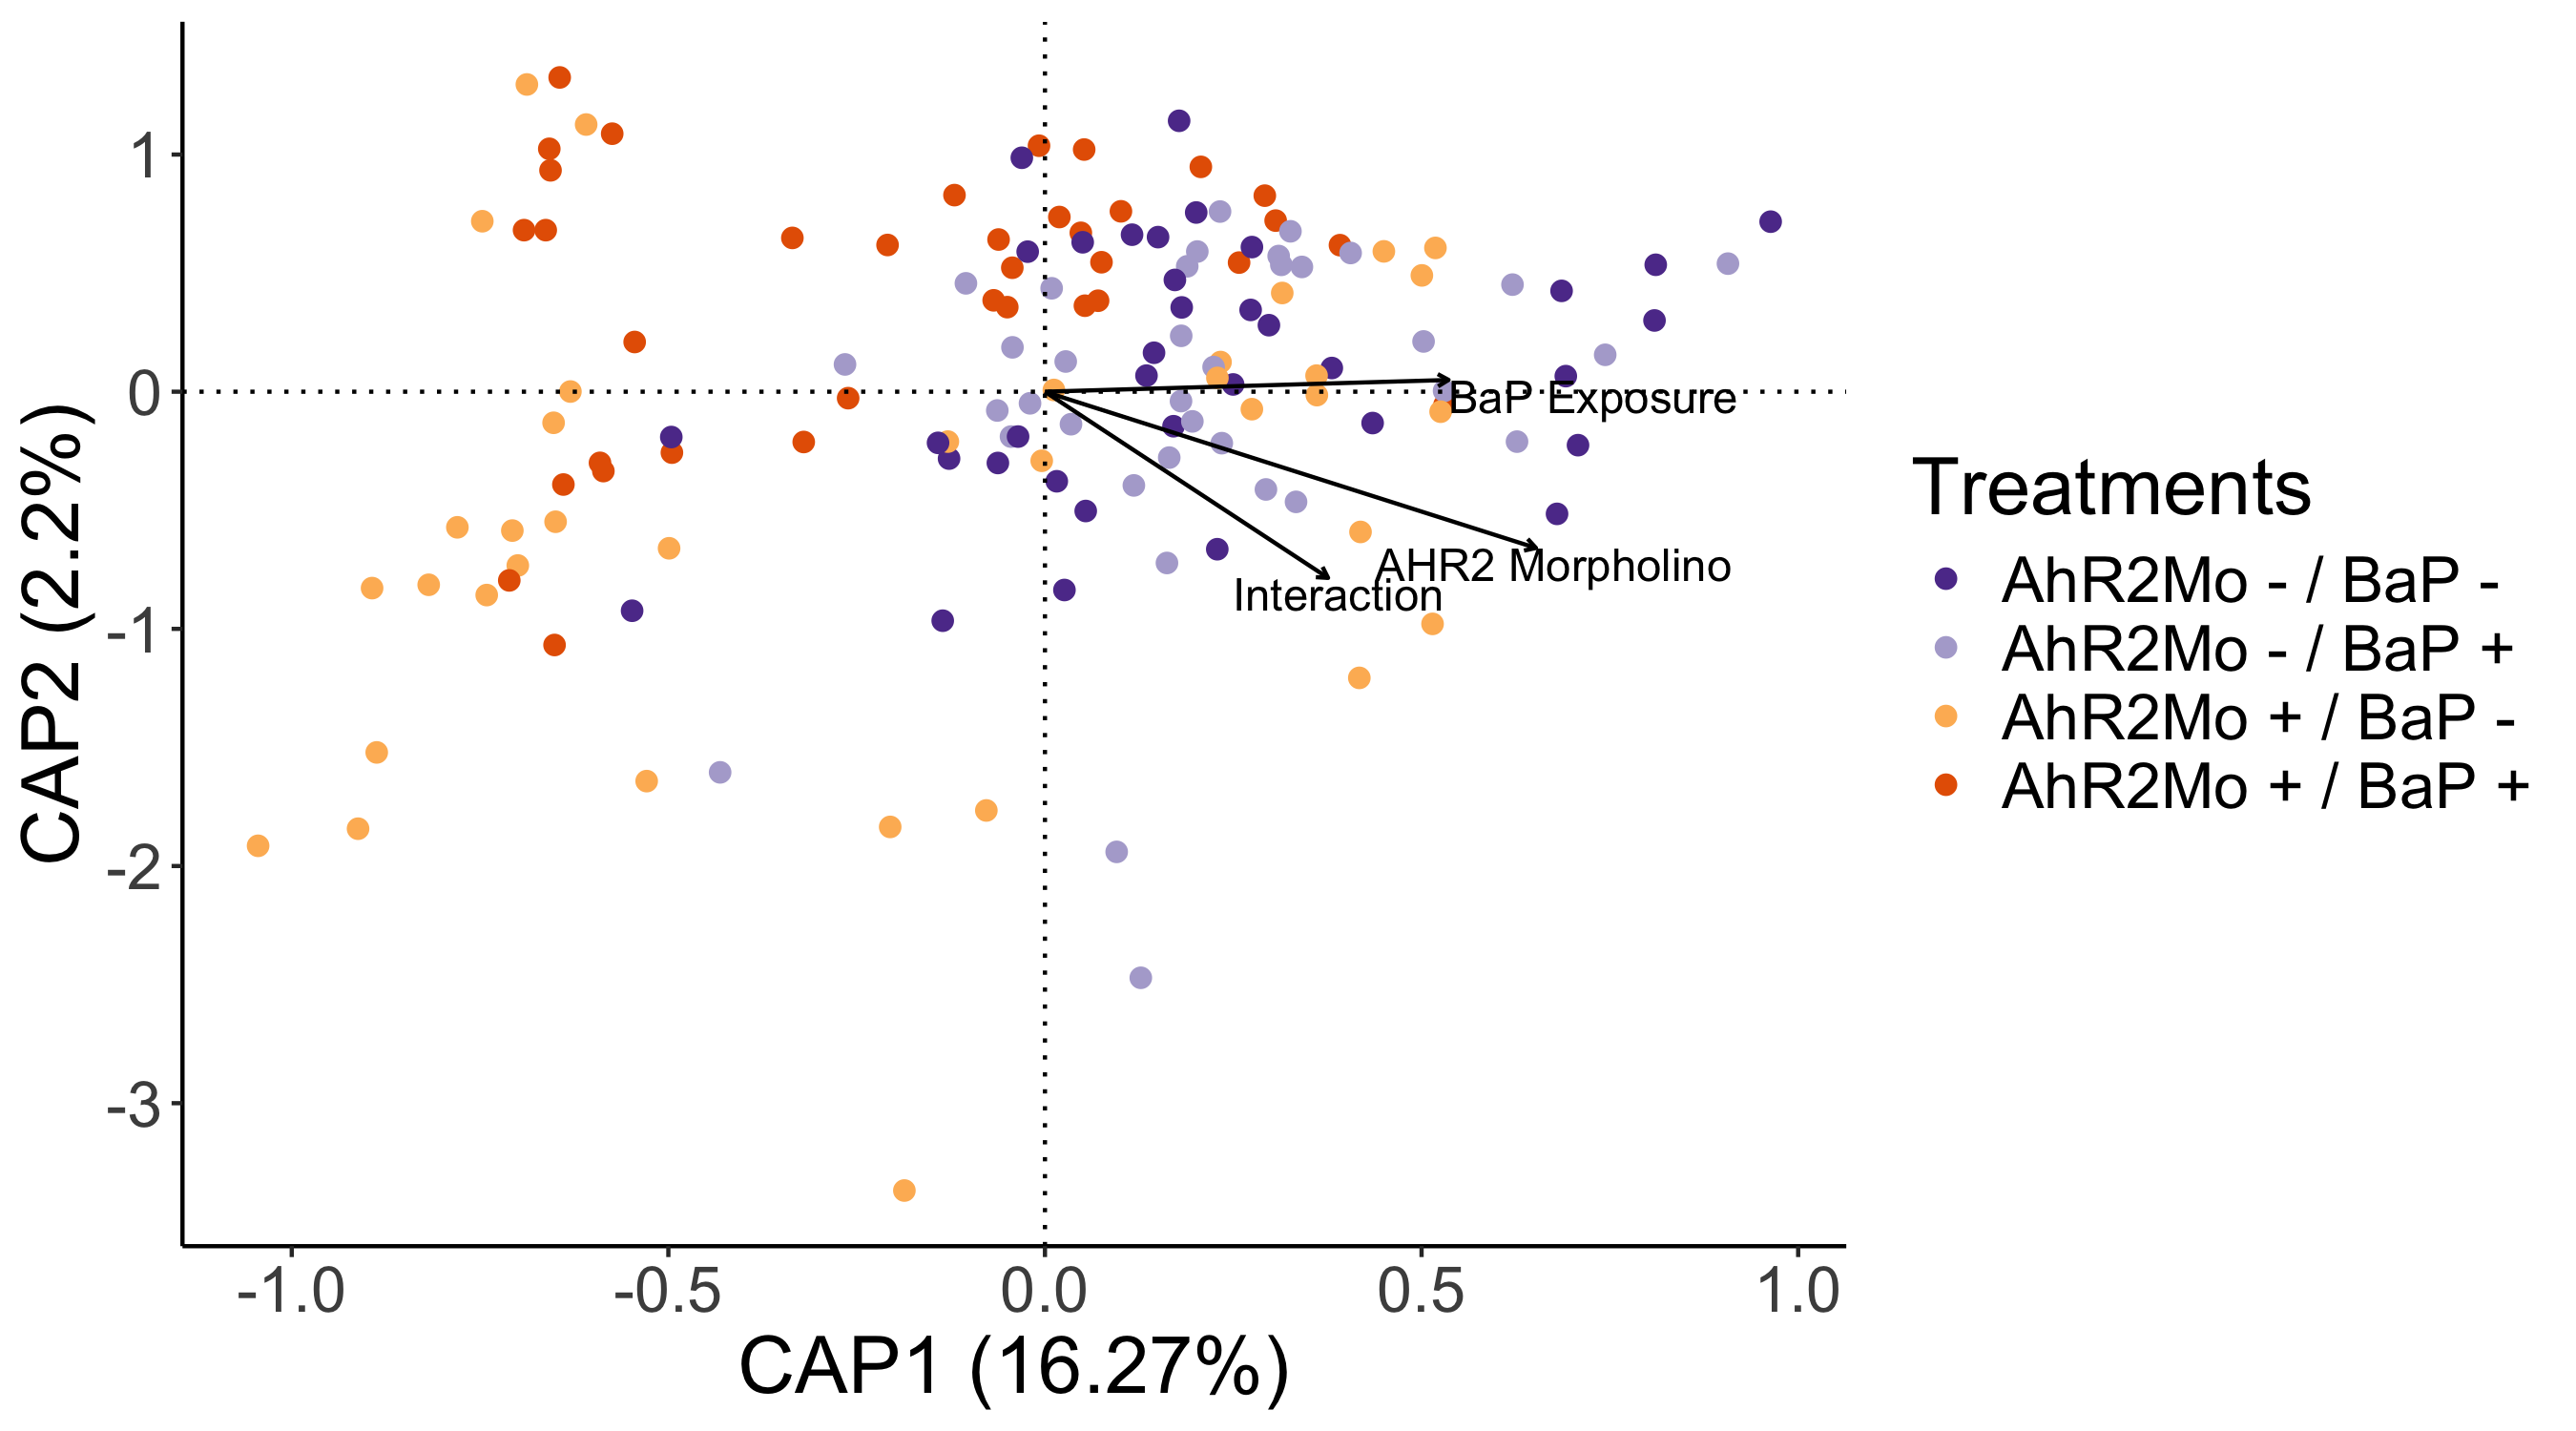 1
0
-1
-2
-3
CAP2 (2.2%)
-1.0
-0.5
0.0
0.5
1.0
CAP1 (16.27%)
BaP Exposure
AHR2 Morpholino
Interaction
Treatments
AhR2Mo - / BaP -
AhR2Mo - / BaP +
AhR2Mo + / BaP -
AhR2Mo + / BaP +